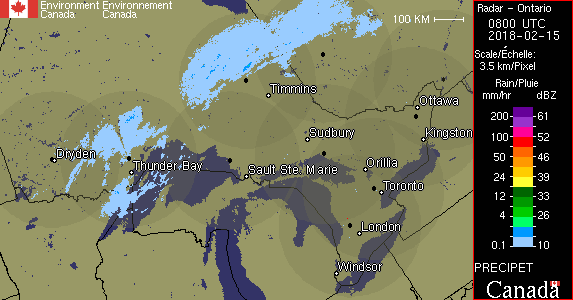 Environment Environnement
Canada Canada
100 KM
Timmins
Ottawa
Sudbury
Kingston
Dryden
Thunder Bay
Sault Ste. Marie
Orillia
Toronto
London
Windsor
Radar - Ontario
0800 UTC
2018-02-15
Scale/Échelle:
3.5 km/Pixel
Rain/Pluie
mm/hr dBZ
200 61
100 52
50 46
24 39
12 33
4 26
0.1 10
PRECIPET
Canada